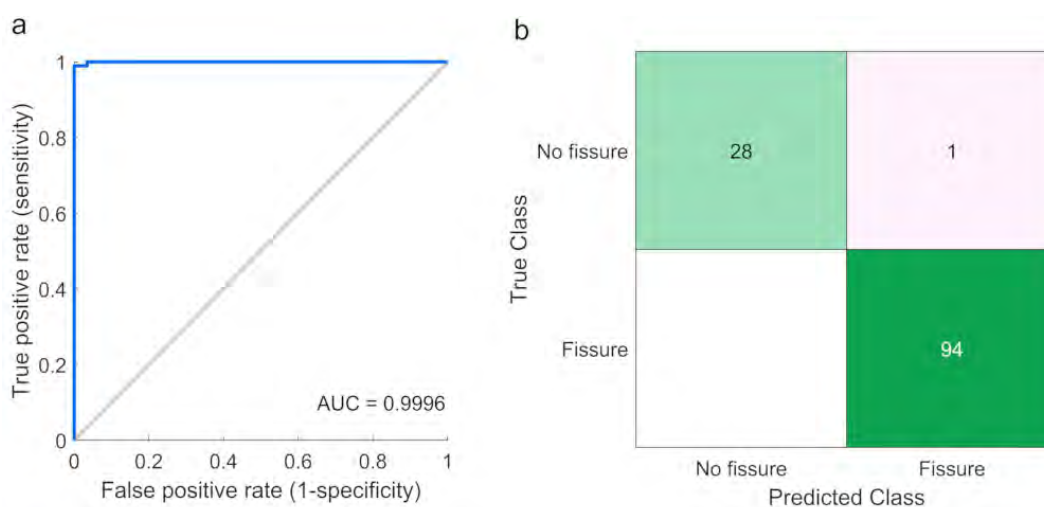 a
True positive rate (sensitivity)
1
0.8
0.6
0.4
0.2
0
AUC = 0.9996
0 0.2 0.4 0.6 0.8 1
False positive rate (1-specificity)
b
True Class
No fissure
28 1
Fissure
94
No fissure Fissure
Predicted Class